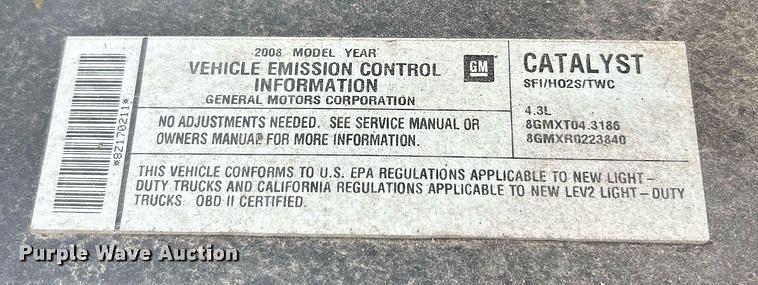 2008 MODEL YEAR
VEHICLE EMISSION CONTROL
INFORMATION
GENERAL MOTORS CORPORATION
GM
CATALYST
SFI/HO2S/TWC
NO ADJUSTMENTS NEEDED. SEE SERVICE MANUAL OR
OWNERS MANUAL FOR MORE INFORMATION.
4.3L
8GMXT04.3186
8GMXR0223840
THIS VEHICLE CONFORMS TO U.S. EPA REGULATIONS APPLICABLE TO NEW LIGHT-
DUTY TRUCKS AND CALIFORNIA REGULATIONS APPLICABLE TO NEW LEV2 LIGHT-DUTY
TRUCKS. OBD II CERTIFIED.
*8Z170211*
Purple Wave Auction